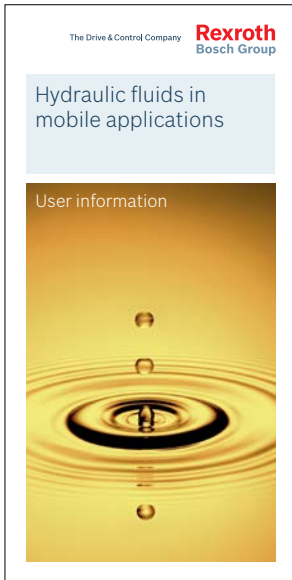 The Drive & Control Company
Rexroth
Bosch Group
Hydraulic fluids in
mobile applications
User information